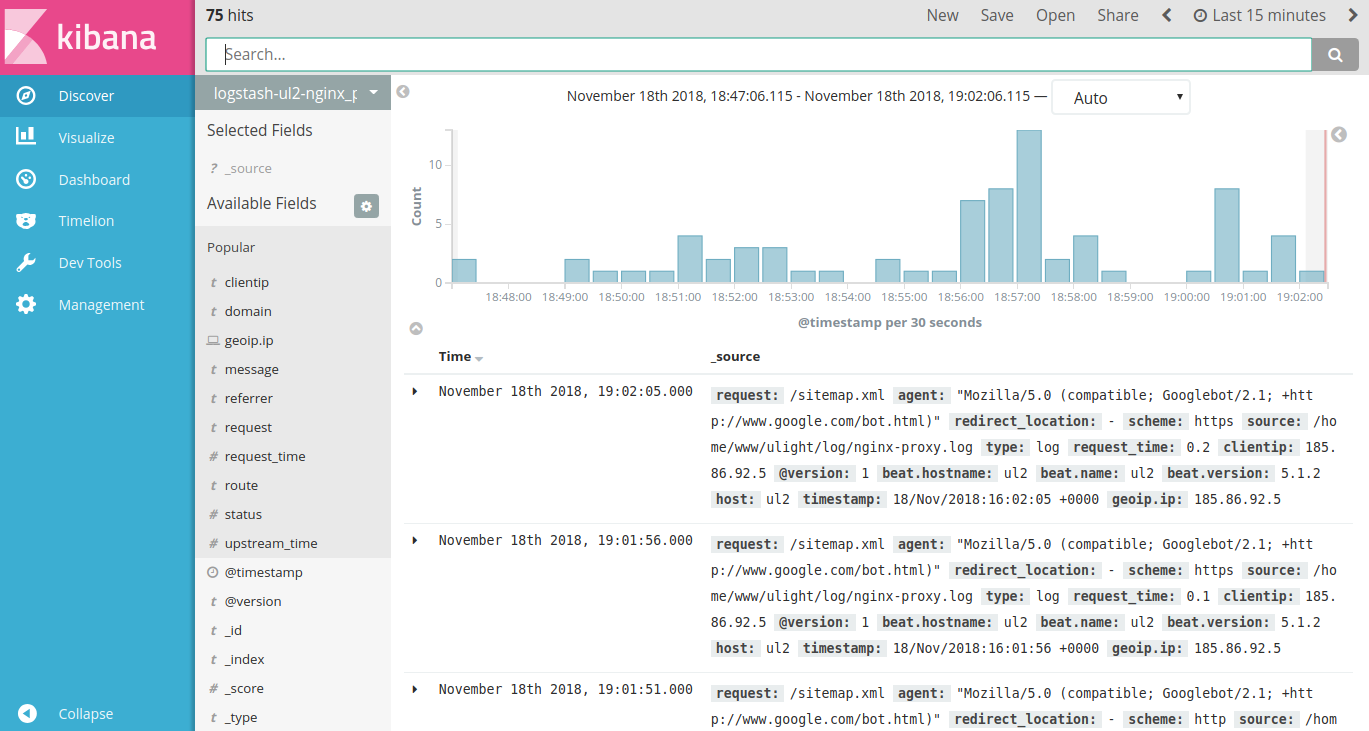 kibana
Discover
Visualize
Dashboard
Timelion
Dev Tools
Management
Collapse
75 hits
New Save Open Share Last 15 minutes
Search...
logstash-ul2-nginx_p
Selected Fields
? _source
Available Fields
Popular
t clientip
t domain
geoip.ip
t message
t referrer
t request
# request_time
t route
# status
# upstream_time
@timestamp
t @version
t _id
t _index
# _score
t _type
November 18th 2018, 18:47:06.115 - November 18th 2018, 19:02:06.115 — Auto
Count
10
5
0
18:48:00 18:49:00 18:50:00 18:51:00 18:52:00 18:53:00 18:54:00 18:55:00 18:56:00 18:57:00 18:58:00 18:59:00 19:00:00 19:01:00 19:02:00
@timestamp per 30 seconds
Time _source
November 18th 2018, 19:02:05.000 request: /sitemap.xml agent: "Mozilla/5.0 (compatible; Googlebot/2.1; +htt
p://www.google.com/bot.html)" redirect_location: - scheme: https source: /ho
me/www/ulight/log/nginx-proxy.log type: log request_time: 0.2 clientip: 185.
86.92.5 @version: 1 beat.hostname: ul2 beat.name: ul2 beat.version: 5.1.2
host: ul2 timestamp: 18/Nov/2018:16:02:05 +0000 geoip.ip: 185.86.92.5
November 18th 2018, 19:01:56.000 request: /sitemap.xml agent: "Mozilla/5.0 (compatible; Googlebot/2.1; +htt
p://www.google.com/bot.html)" redirect_location: - scheme: https source: /ho
me/www/ulight/log/nginx-proxy.log type: log request_time: 0.1 clientip: 185.
86.92.5 @version: 1 beat.hostname: ul2 beat.name: ul2 beat.version: 5.1.2
host: ul2 timestamp: 18/Nov/2018:16:01:56 +0000 geoip.ip: 185.86.92.5
November 18th 2018, 19:01:51.000 request: /sitemap.xml agent: "Mozilla/5.0 (compatible; Googlebot/2.1; +htt
p://www.google.com/bot.html)" redirect_location: - scheme: http source: /hom